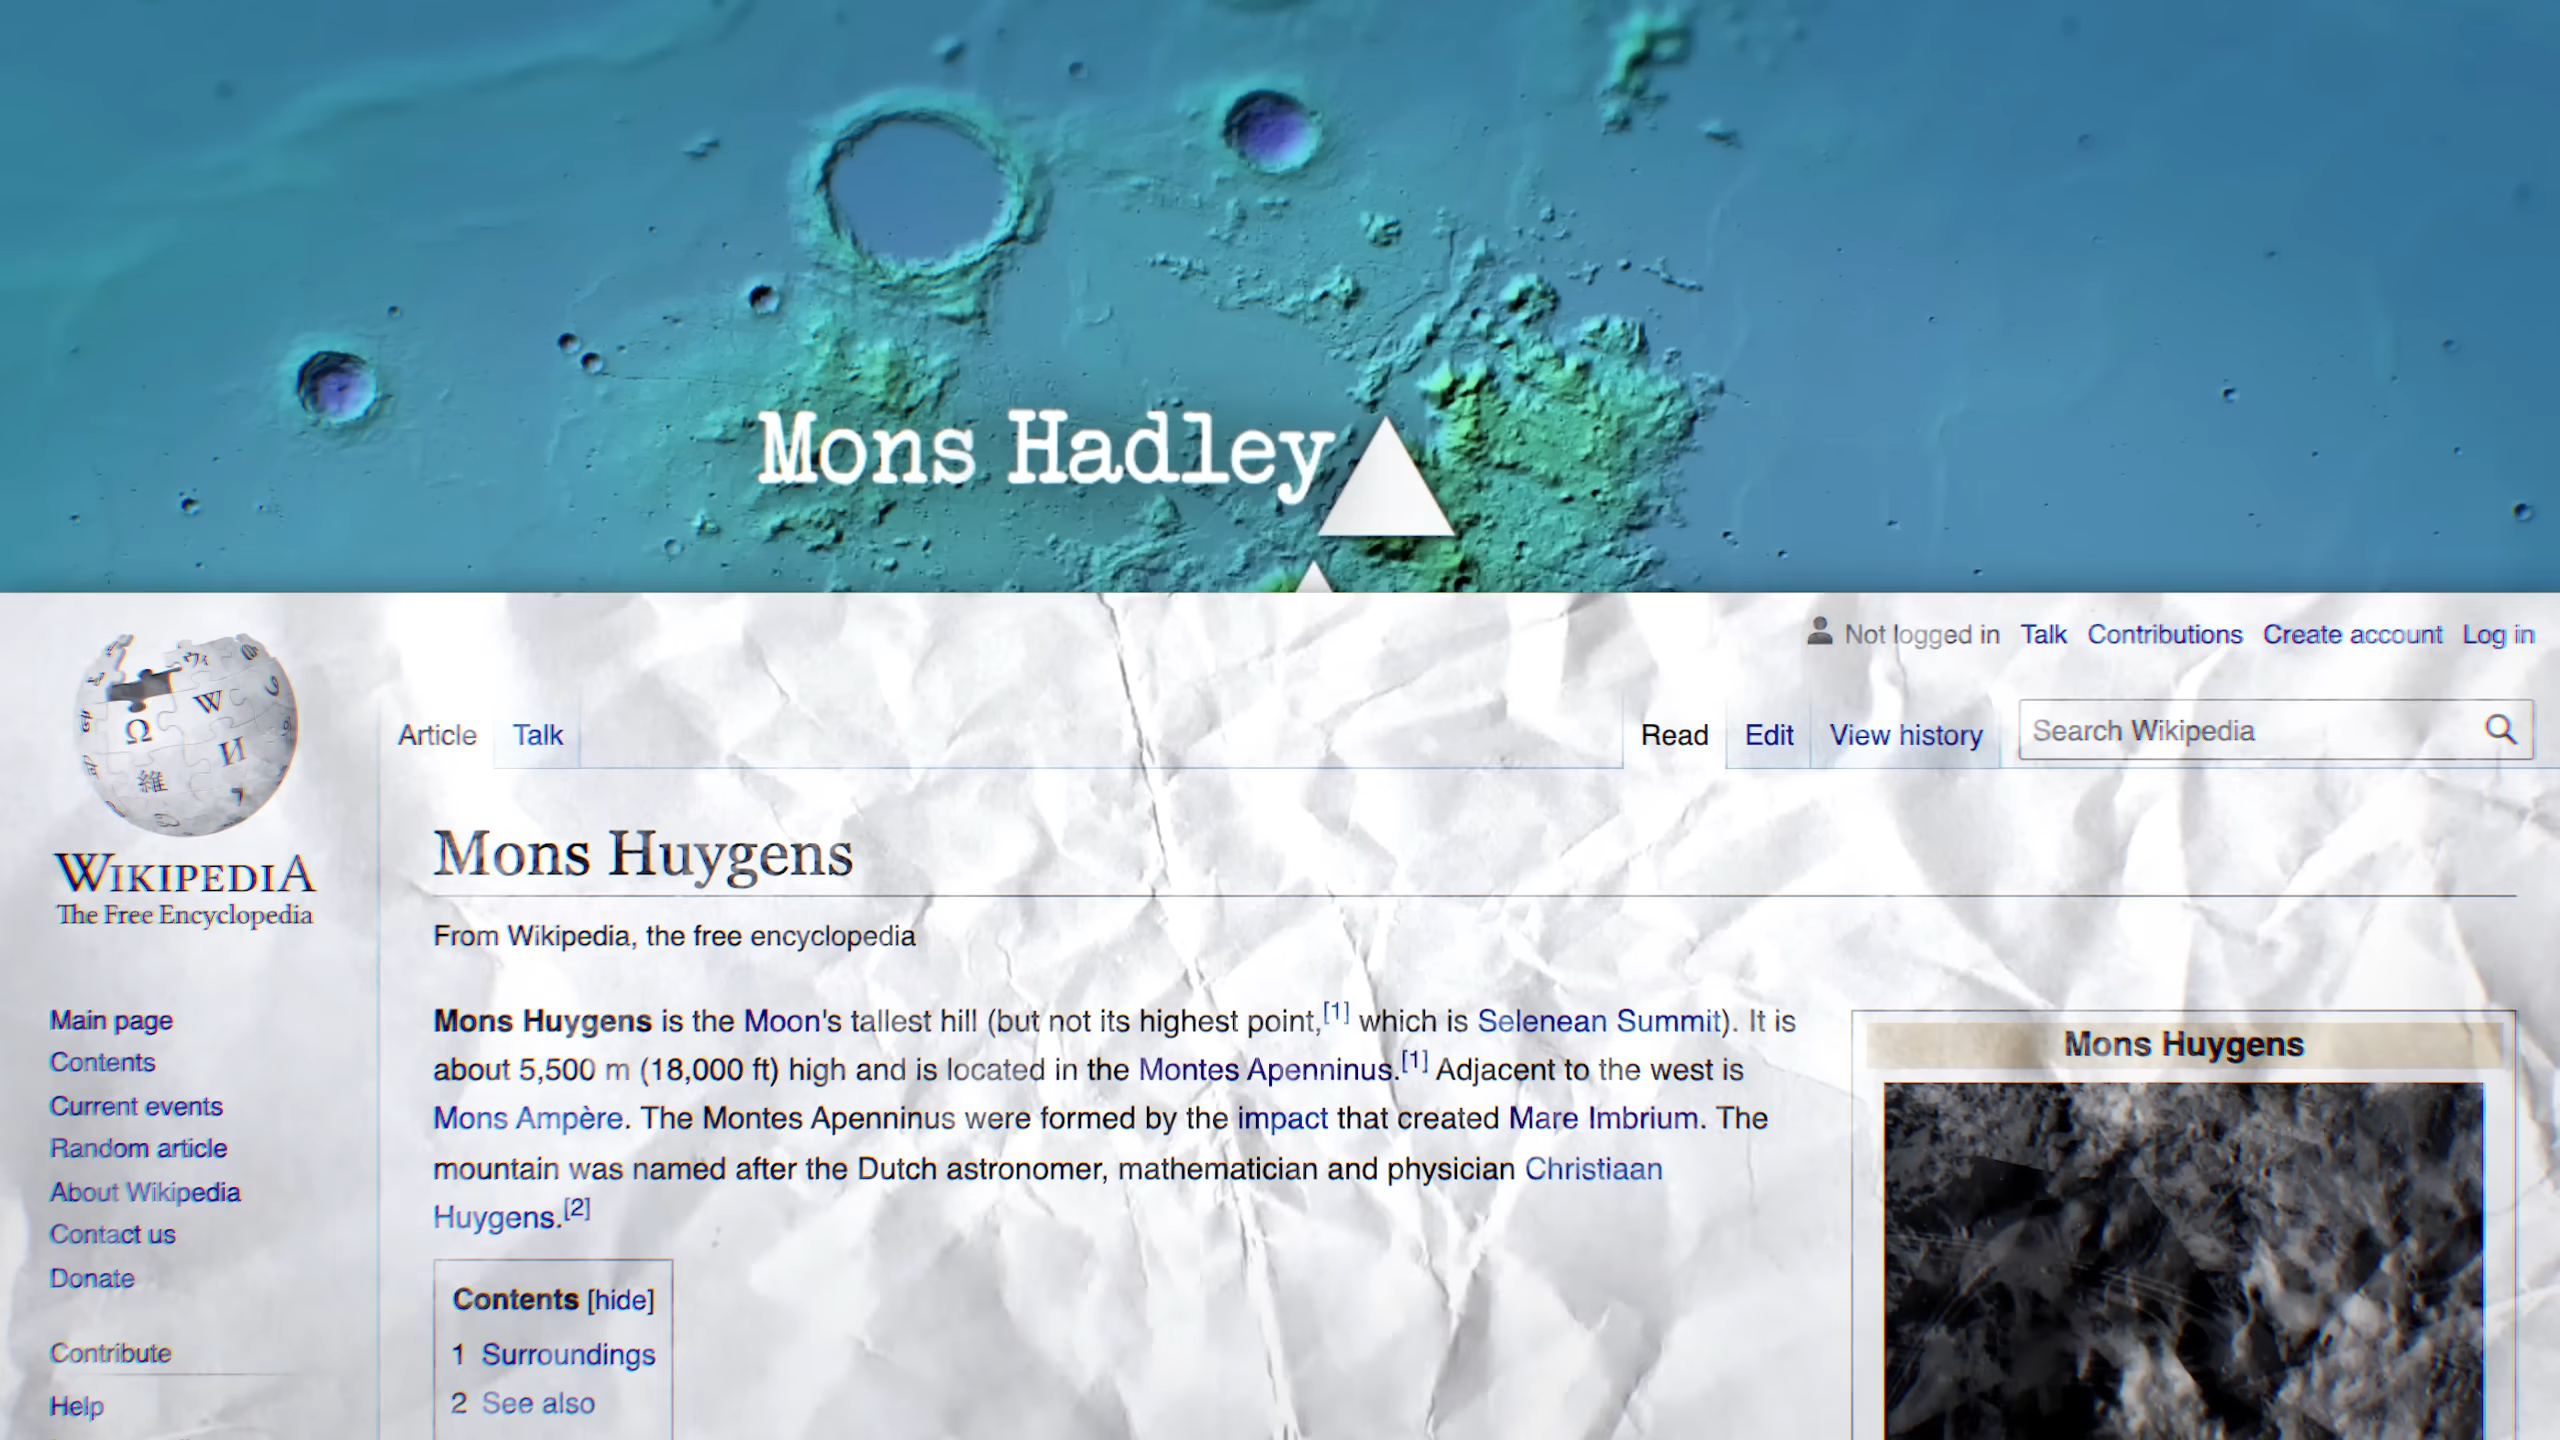 Mons Hadley
Not logged in Talk Contributions Create account Log in
Article Talk Read Edit View history Search Wikipedia
Ω W И 維
WIKIPEDIA
The Free Encyclopedia
Main page
Contents
Current events
Random article
About Wikipedia
Contact us
Donate
Contribute
Help
Mons Huygens
From Wikipedia, the free encyclopedia
Mons Huygens is the Moon's tallest hill (but not its highest point,[1] which is Selenean Summit). It is
about 5,500 m (18,000 ft) high and is located in the Montes Apenninus.[1] Adjacent to the west is
Mons Ampère. The Montes Apenninus were formed by the impact that created Mare Imbrium. The
mountain was named after the Dutch astronomer, mathematician and physician Christiaan
Huygens.[2]
Contents [hide]
1 Surroundings
2 See also
Mons Huygens